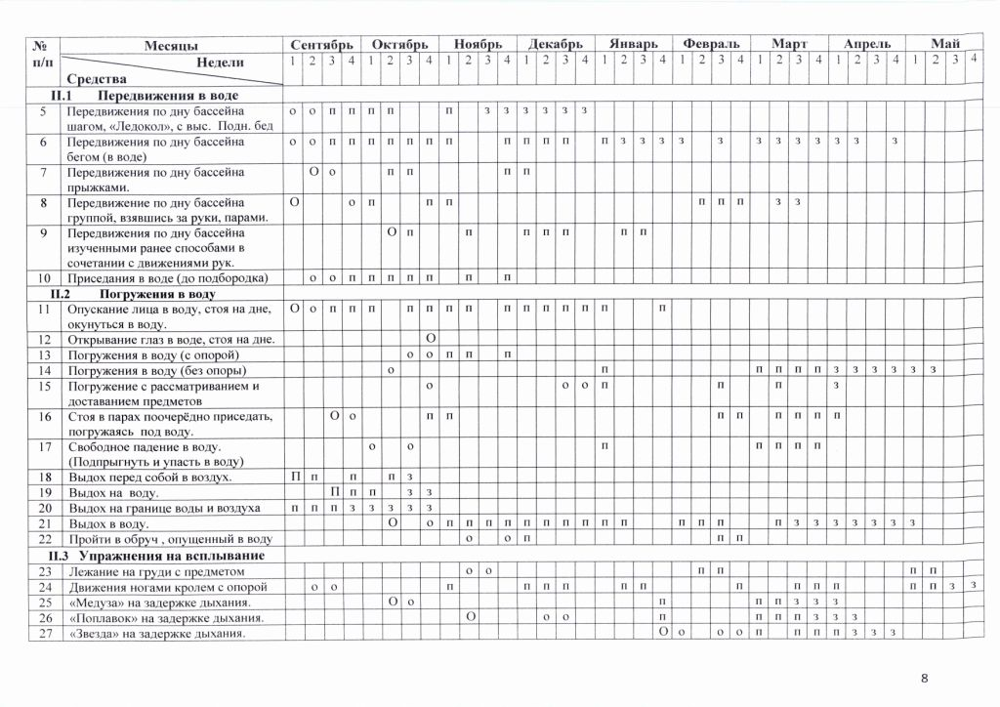 № Месяцы Сентябрь Октябрь Ноябрь Декабрь Январь Февраль Март Апрель Май
п/п Недели 1 2 3 4 1 2 3 4 1 2 3 4 1 2 3 4 1 2 3 4 1 2 3 4 1 2 3 4 1 2 3 4 1 2 3 4
Средства
II.1 Передвижения в воде
5 Передвижения по дну бассейна о о п п п п п з з з з з з
шагом, «Ледокол», с выс. Подн. бед
6 Передвижения по дну бассейна о о п п п п п п п п п п п п з з з з з з з з з з з з
бегом (в воде)
7 Передвижения по дну бассейна О о п п п п
прыжками.
8 Передвижение по дну бассейна О о п п п п п п з з
группой, взявшись за руки, парами.
9 Передвижения по дну бассейна О п п п п п п п
изученными ранее способами в
сочетании с движениями рук.
10 Приседания в воде (до подбородка) о о п п п п п п п
II.2 Погружения в воду
11 Опускание лица в воду, стоя на дне, О о п п п п п п п п п п п п п п
окунуться в воду.
12 Открывание глаз в воде, стоя на дне. О
13 Погружения в воду (с опорой) о о п п п
14 Погружения в воду (без опоры) о п п п п п з з з з з з
15 Погружение с рассматриванием и о о о п п п з
доставанием предметов
16 Стоя в парах поочерёдно приседать, О о п п п п п п п п
погружаясь под воду.
17 Свободное падение в воду. о о п п п п п
(Подпрыгнуть и упасть в воду)
18 Выдох перед собой в воздух. П п п п з
19 Выдох на воду. П п п з з
20 Выдох на границе воды и воздуха п п п з з з з з
21 Выдох в воду. О о п п п п п п п п п п п п п п з з з з з з з
22 Пройти в обруч , опущенный в воду о о п п п
II.3 Упражнения на всплывание
23 Лежание на груди с предметом о о п п п п
24 Движения ногами кролем с опорой о о п п п п п п п п п п п п з з
25 «Медуза» на задержке дыхания. О о п п п з з з
26 «Поплавок» на задержке дыхания. О о о п п п п з з з
27 «Звезда» на задержке дыхания. О о о о п п п п з з з
8